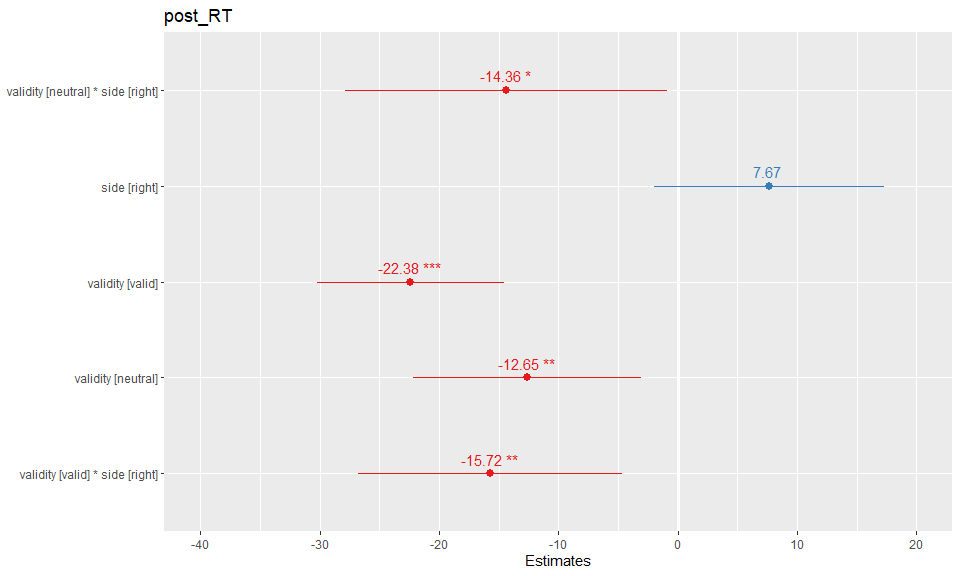 post_RT
validity [neutral] * side [right]
-14.36 *
side [right]
7.67
validity [valid]
-22.38 ***
validity [neutral]
-12.65 **
validity [valid] * side [right]
-15.72 **
-40 -30 -20 -10 0 10 20
Estimates